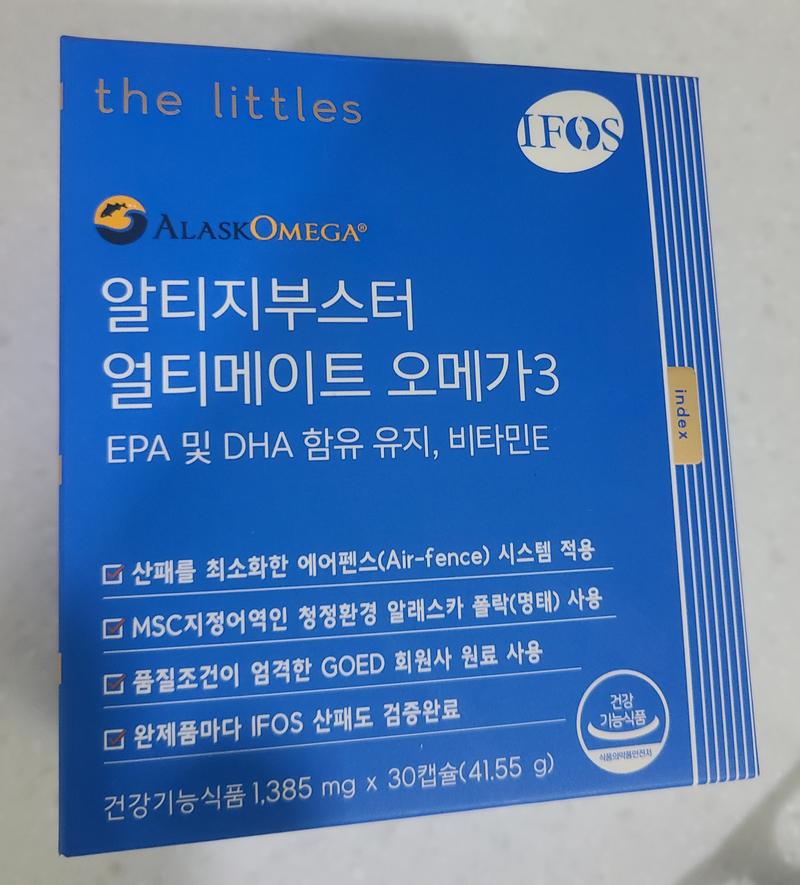 the littles
IFOS
ALASKOMEGA®
알티지부스터
얼티메이트 오메가3
EPA 및 DHA 함유 유지, 비타민E
index
산패를 최소화한 에어펜스(Air-fence) 시스템 적용
MSC지정어역인 청정환경 알래스카 폴락(명태) 사용
품질조건이 엄격한 GOED 회원사 원료 사용
완제품마다 IFOS 산패도 검증완료
건강
기능식품
식품의약품안전처
건강기능식품 1,385 mg x 30캡슐(41.55 g)